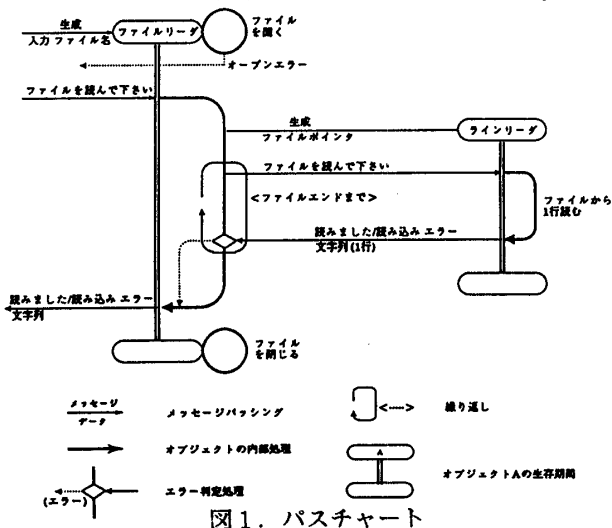 生成
入力 ファイル名
ファイルリーダ
ファイル
を開く
オープンエラー
ファイルを読んで下さい
生成
ファイルポインタ
ラインリーダ
ファイルを読んで下さい
<ファイルエンドまで>
ファイルから
1行読む
読みました/読み込み エラー
文字列 (1行)
読みました/読み込み エラー
文字列
ファイル
を閉じる
メッセージ
データ
メッセージパッシング
<---->
繰り返し
オブジェクトの内部処理
A
オブジェクトAの生存期間
(エラー)
エラー判定処理
図1. パスチャート